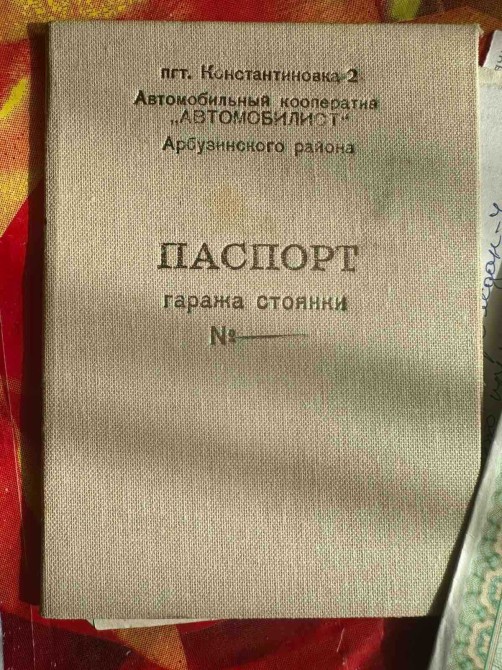 пгт. Константиновка 2
Автомобильный кооператив
„АВТОМОБИЛИСТ"
Арбузинского района
ПАСПОРТ
гаража стоянки
№